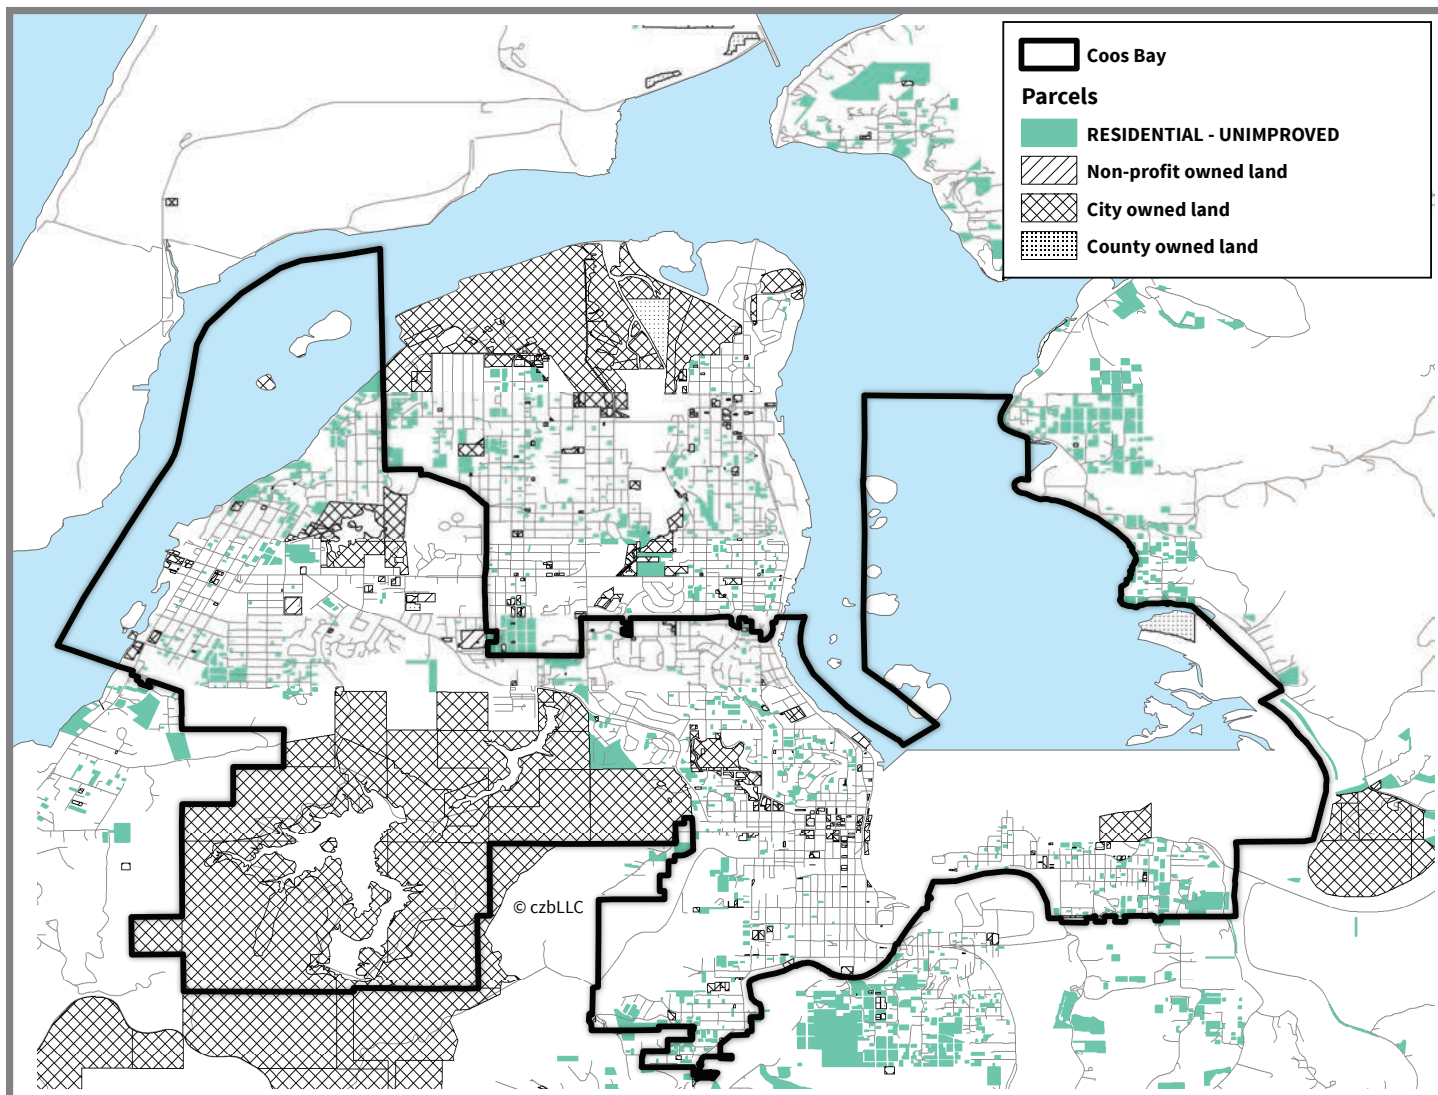 Coos Bay
Parcels
RESIDENTIAL - UNIMPROVED
Non-profit owned land
City owned land
County owned land
© czbLLC